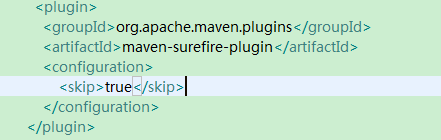 <plugin>
<groupId>org.apache.maven.plugins</groupId>
<artifactId>maven-surefire-plugin</artifactId>
<configuration>
<skip>true</skip>
</configuration>
</plugin>